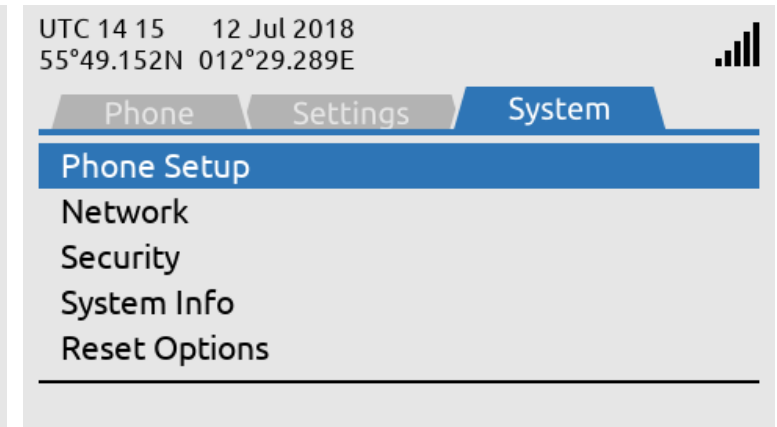 UTC 14 15 12 Jul 2018
55°49.152N 012°29.289E
Phone Settings System
Phone Setup
Network
Security
System Info
Reset Options